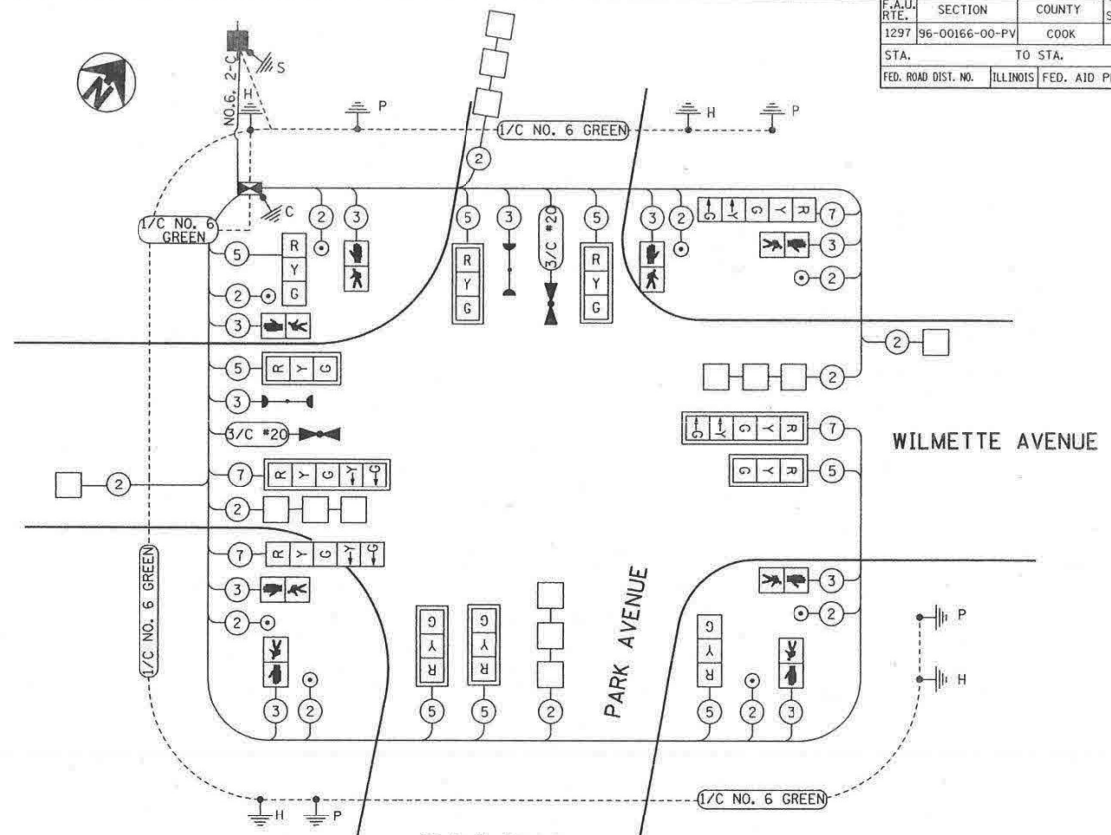 F.A.U. RTE. SECTION COUNTY
1297 96-00166-00-PV COOK
STA. TO STA.
FED. ROAD DIST. NO. ILLINOIS FED. AID
N
NO.6, 2-C
S
H
P
1/C NO. 6 GREEN
H
P
2
C
1/C NO. 6
GREEN
2
3
5
3
3/C #20
5
3
2
R Y G
R Y G
G Y G Y R
7
3
2
5
R
Y
G
2
3
2
5
R Y G
2
3
3/C #20
G Y G Y R
7
WILMETTE AVENUE
7
R Y G Y G
G Y R
5
2
2
7
R Y G Y G
3
3
2
2
1/C NO. 6 GREEN
PARK AVENUE
G Y R
G Y R
G Y R
P
H
3
2
5
5
2
5
2
3
1/C NO. 6 GREEN
H
P